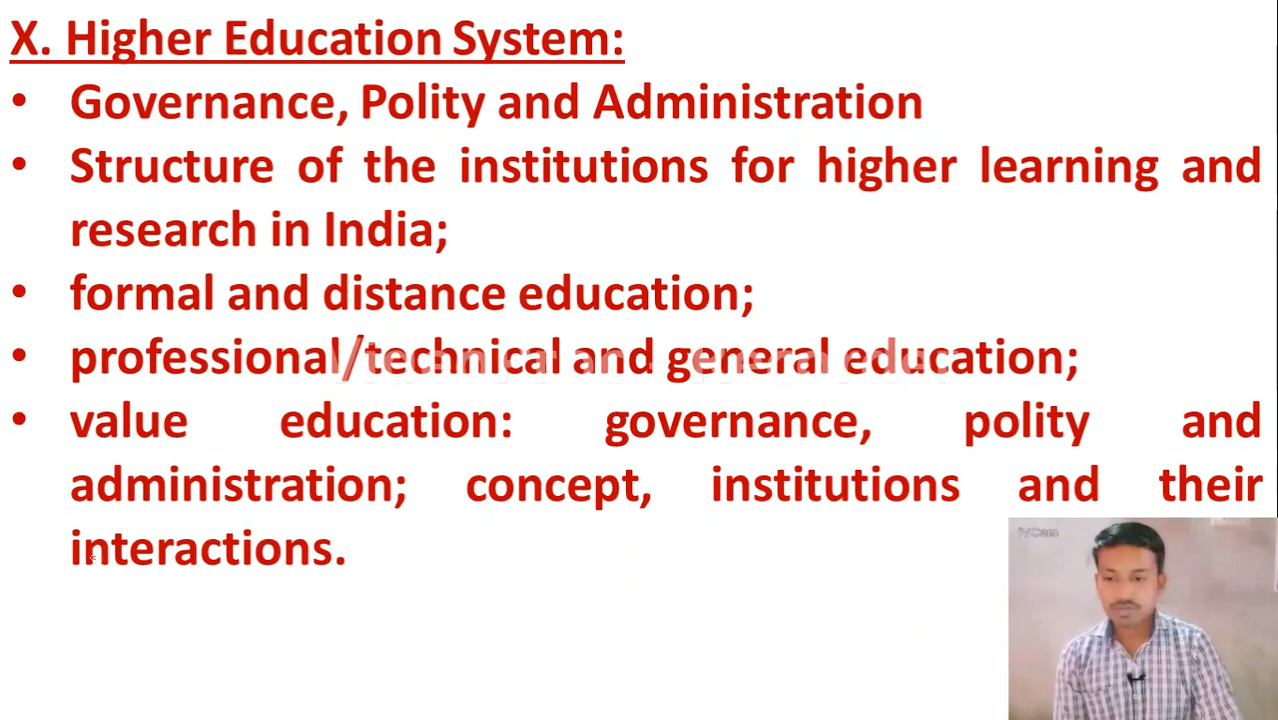 X. Higher Education System:
• Governance, Polity and Administration
• Structure of the institutions for higher learning and
research in India;
• formal and distance education;
• professional/technical and general education;
• value education: governance, polity and
administration; concept, institutions and their
interactions.
iVCam